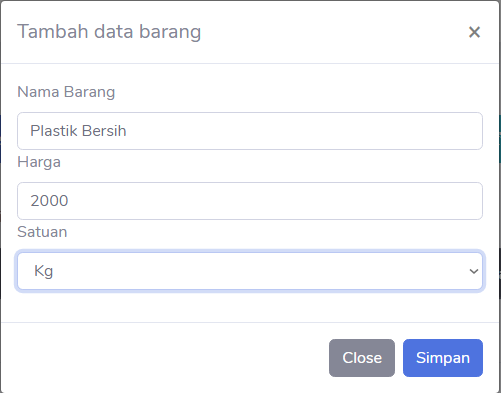 Tambah data barang ×
Nama Barang
Plastik Bersih
Harga
2000
Satuan
Kg
Close Simpan